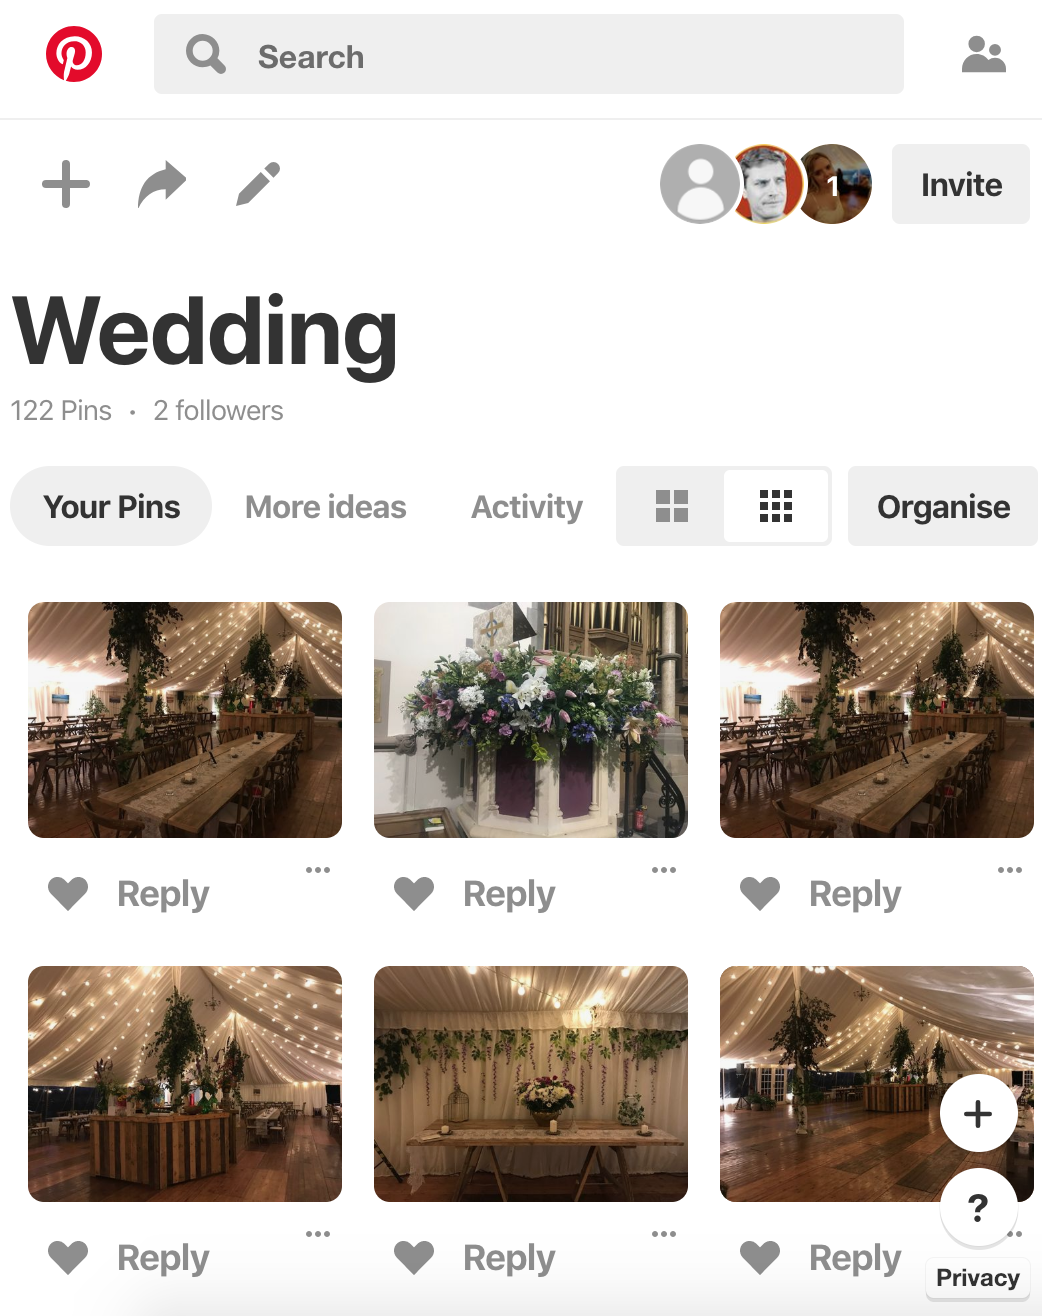 Search
1
Invite
Wedding
122 Pins • 2 followers
Your Pins More ideas Activity Organise
Reply Reply Reply
Reply Reply Reply
?
Privacy